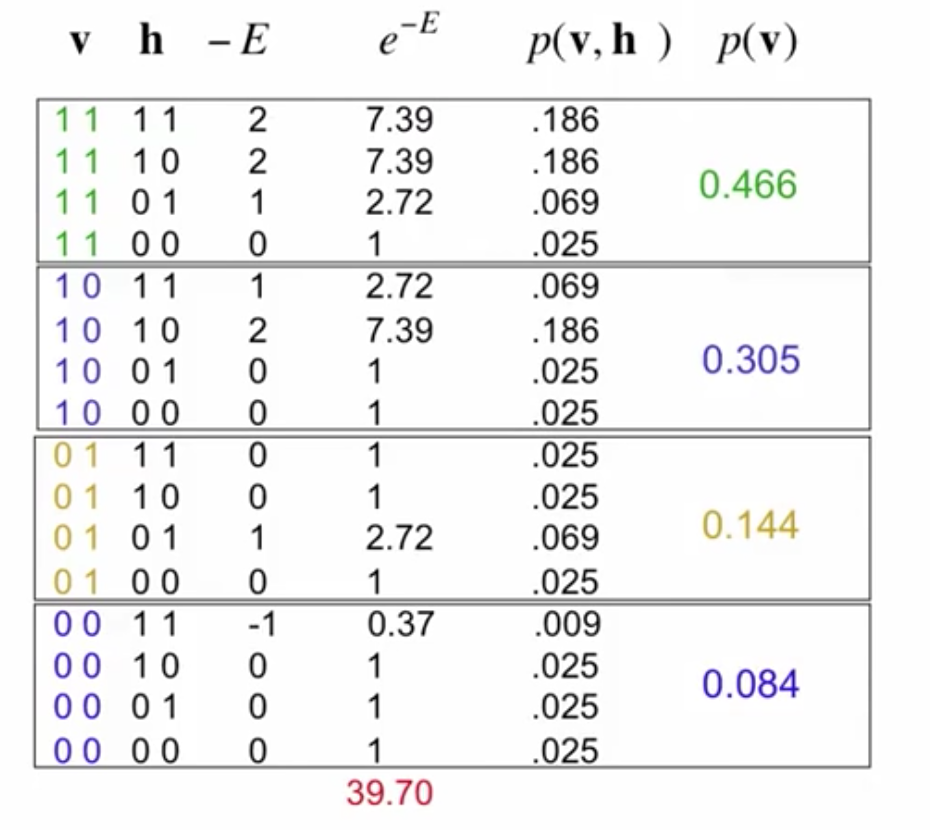 v h – E e^{–E} p(v, h ) p(v)
1 1 1 1 2 7.39 .186
1 1 1 0 2 7.39 .186
0.466
1 1 0 1 1 2.72 .069
1 1 0 0 0 1 .025
1 0 1 1 1 2.72 .069
1 0 1 0 2 7.39 .186
0.305
1 0 0 1 0 1 .025
1 0 0 0 0 1 .025
0 1 1 1 0 1 .025
0 1 1 0 0 1 .025
0.144
0 1 0 1 1 2.72 .069
0 1 0 0 0 1 .025
0 0 1 1 -1 0.37 .009
0 0 1 0 0 1 .025
0.084
0 0 0 1 0 1 .025
0 0 0 0 0 1 .025
39.70